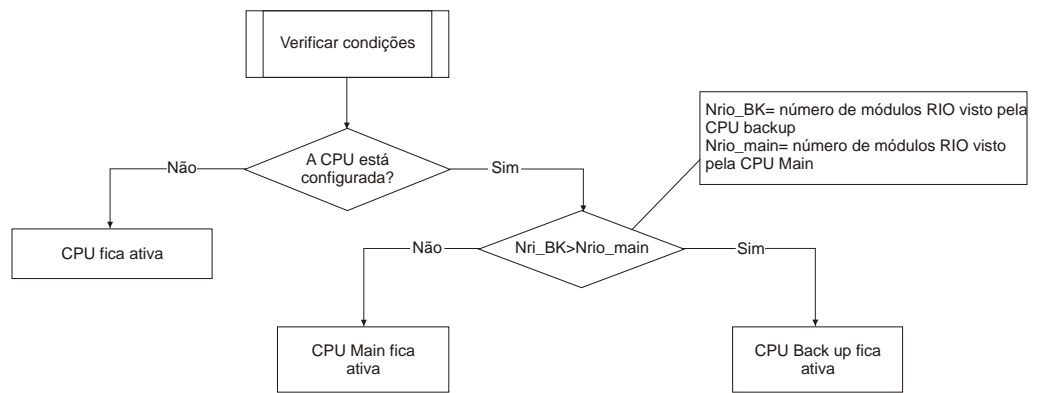 Verificar condições
Nrio_BK= número de módulos RIO visto pela
CPU backup
Nrio_main= número de módulos RIO visto
pela CPU Main
A CPU está
configurada?
Não
Sim
CPU fica ativa
Nri_BK>Nrio_main
Não
Sim
CPU Main fica
ativa
CPU Back up fica
ativa